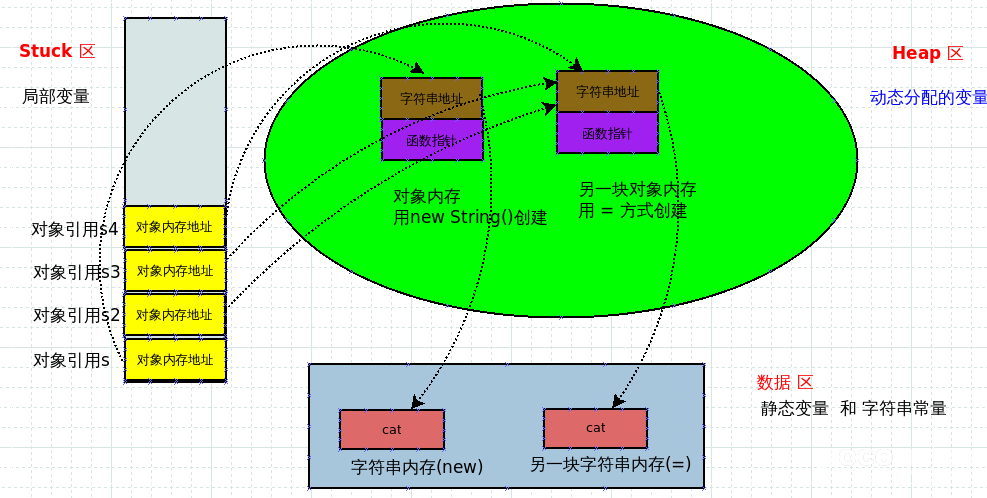 Stuck 区
局部变量
对象引用s4
对象内存地址
对象引用s3
对象内存地址
对象引用s2
对象内存地址
对象引用s
对象内存地址
字符串地址
函数指针
对象内存
用new String()创建
字符串地址
函数指针
另一块对象内存
用 = 方式创建
Heap 区
动态分配的变量
cat
字符串内存(new)
cat
另一块字符串内存(=)
数据 区
静态变量 和 字符串常量